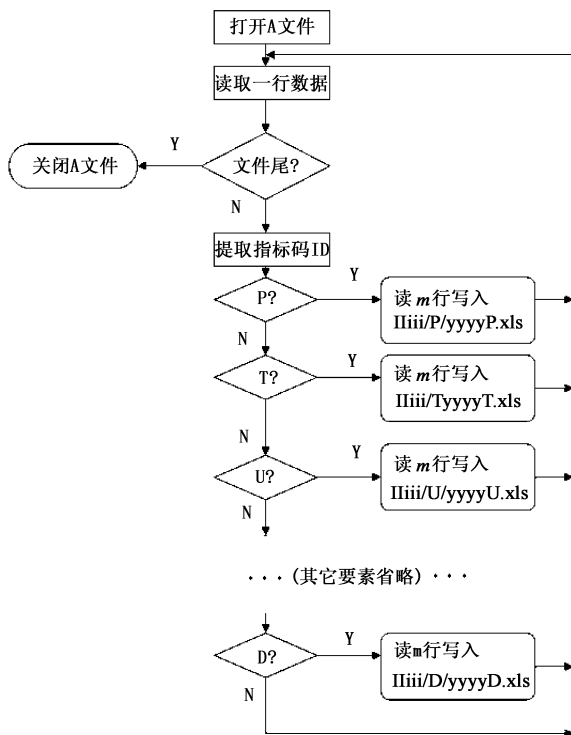 打开A文件
读取一行数据
Y
关闭A文件
文件尾?
N
提取指标码ID
P?
Y
读 m 行写入
IIiii/P/yyyyP.xls
N
T?
Y
读 m 行写入
IIiii/TyyyyT.xls
N
U?
Y
读 m 行写入
IIiii/U/yyyyU.xls
N
···(其它要素省略)···
D?
Y
读m行写入
IIiii/D/yyyyD.xls
N